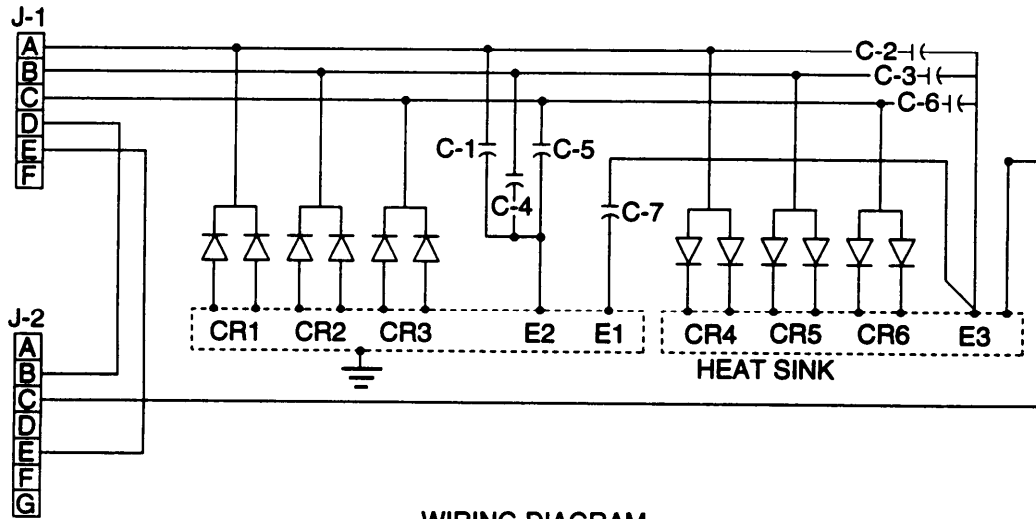 J-1
A
B
C
D
E
F
C-2
C-3
C-6
C-1
C-5
C-4
C-7
CR1 CR2 CR3 E2 E1
CR4 CR5 CR6 E3
HEAT SINK
J-2
A
B
C
D
E
F
G
WIRING DIAGRAM